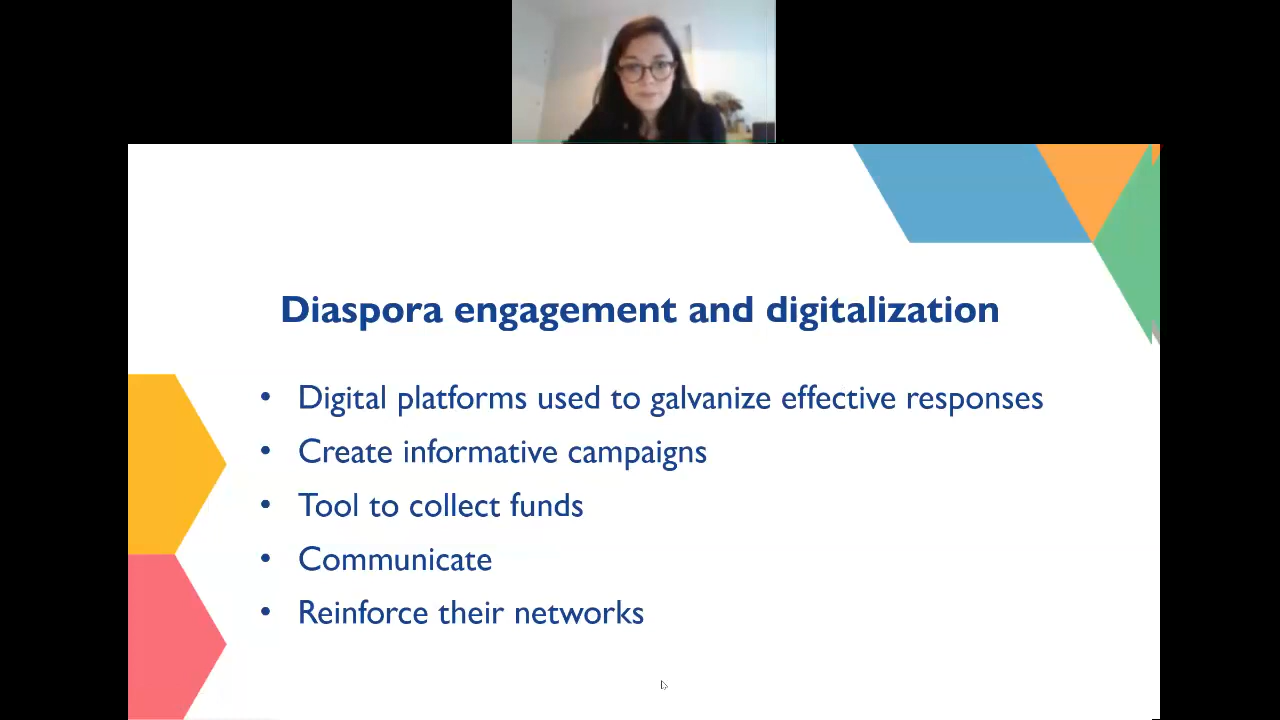 Diaspora engagement and digitalization
• Digital platforms used to galvanize effective responses
• Create informative campaigns
• Tool to collect funds
• Communicate
• Reinforce their networks